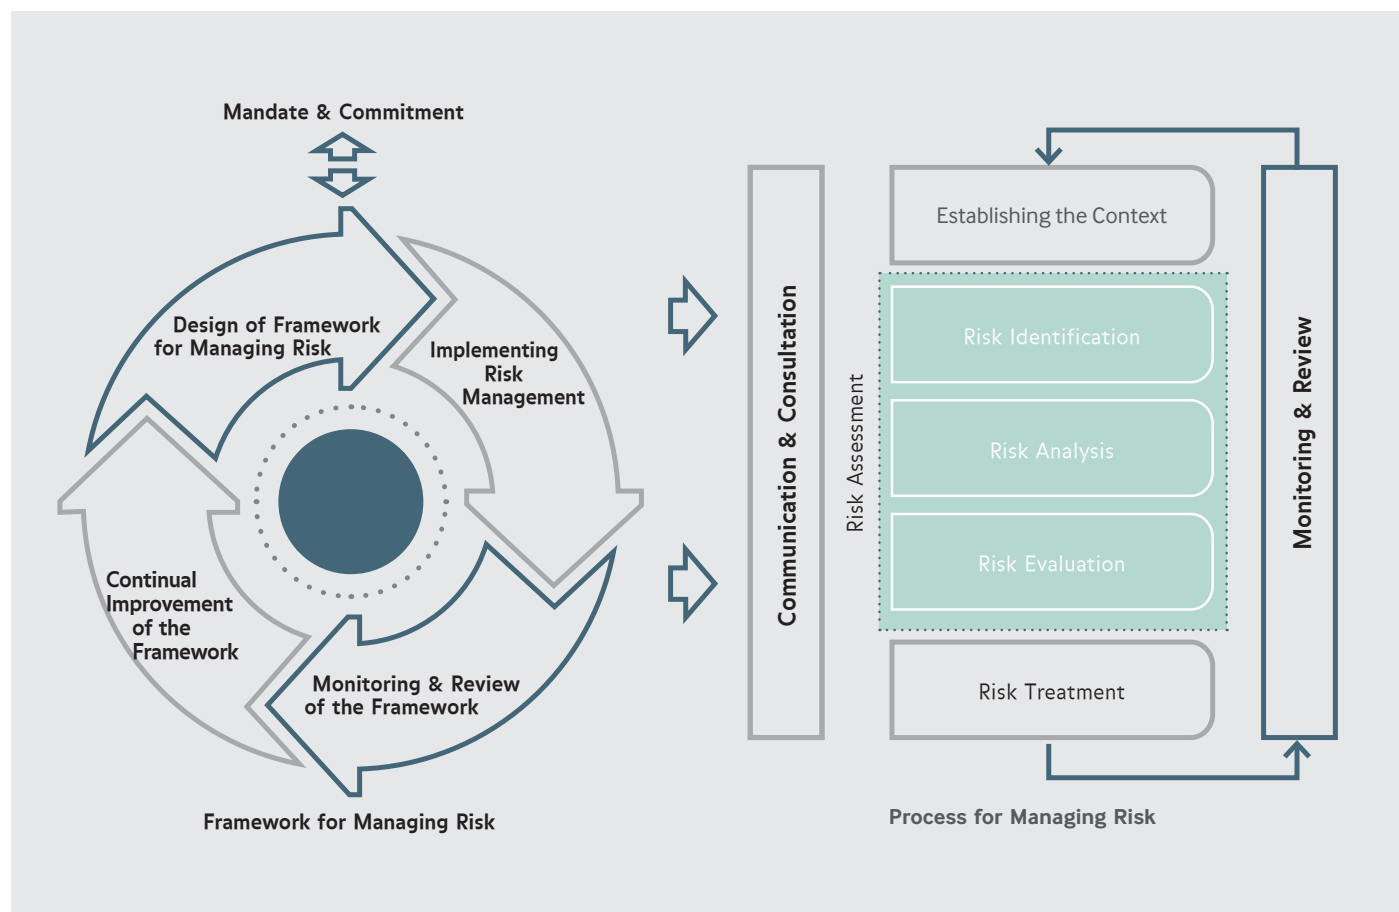 Mandate & Commitment
Design of Framework
for Managing Risk
Implementing
Risk
Management
Continual
Improvement
of the
Framework
Monitoring & Review
of the Framework
Framework for Managing Risk
Communication & Consultation
Risk Assessment
Establishing the Context
Risk Identification
Risk Analysis
Risk Evaluation
Risk Treatment
Monitoring & Review
Process for Managing Risk